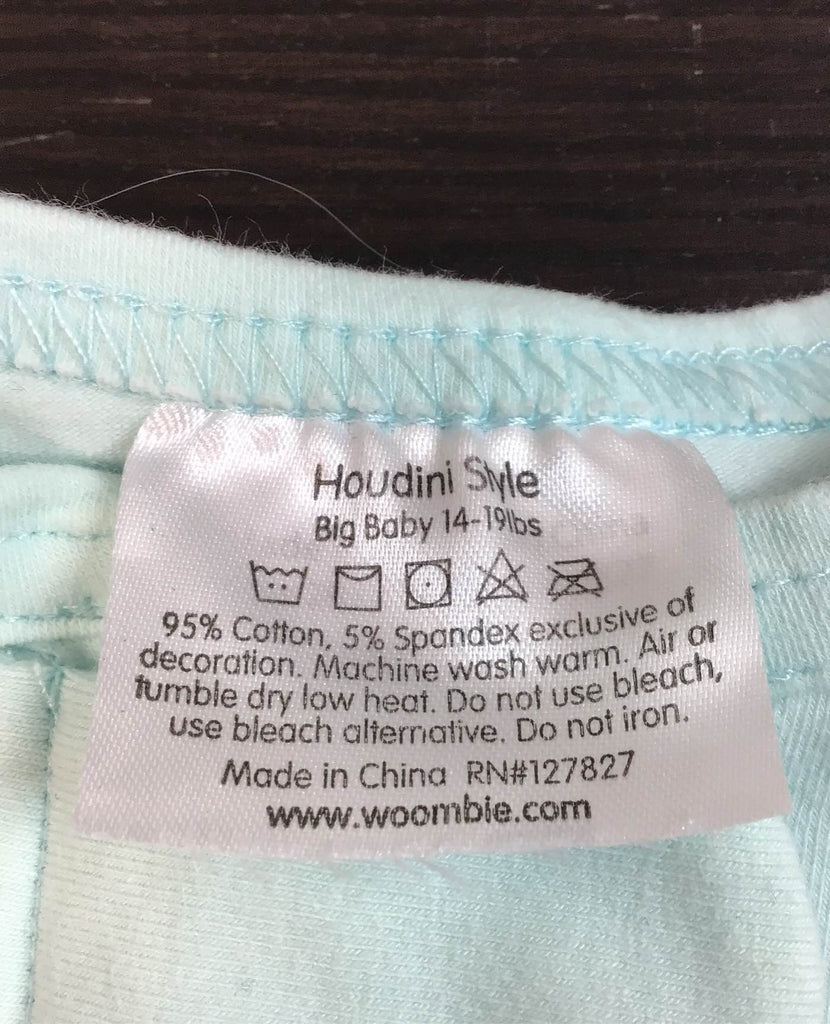 Houdini Style
Big Baby 14-19lbs
95% Cotton, 5% Spandex exclusive of
decoration. Machine wash warm. Air or
tumble dry low heat. Do not use bleach,
use bleach alternative. Do not iron.
Made in China RN#127827
www.woombie.com